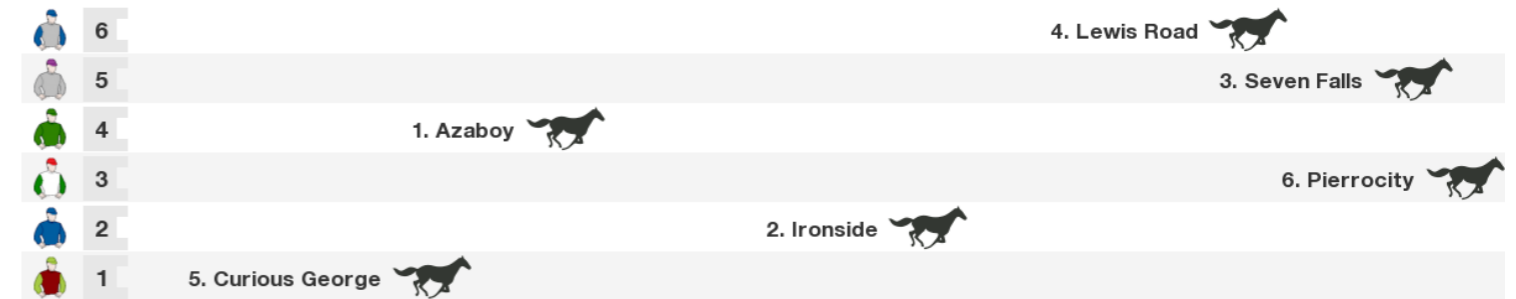 6 4. Lewis Road
5 3. Seven Falls
4 1. Azaboy
3 6. Pierrocity
2 2. Ironside
1 5. Curious George